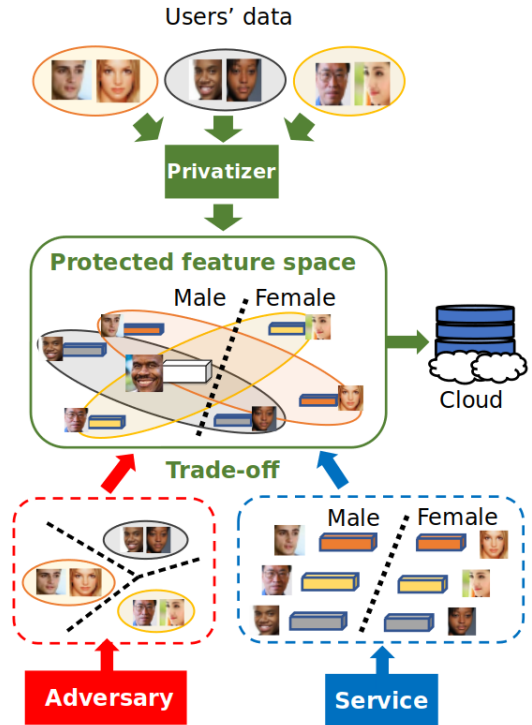 Users' data
Privatizer
Protected feature space
Male Female
Cloud
Trade-off
Male Female
Adversary
Service